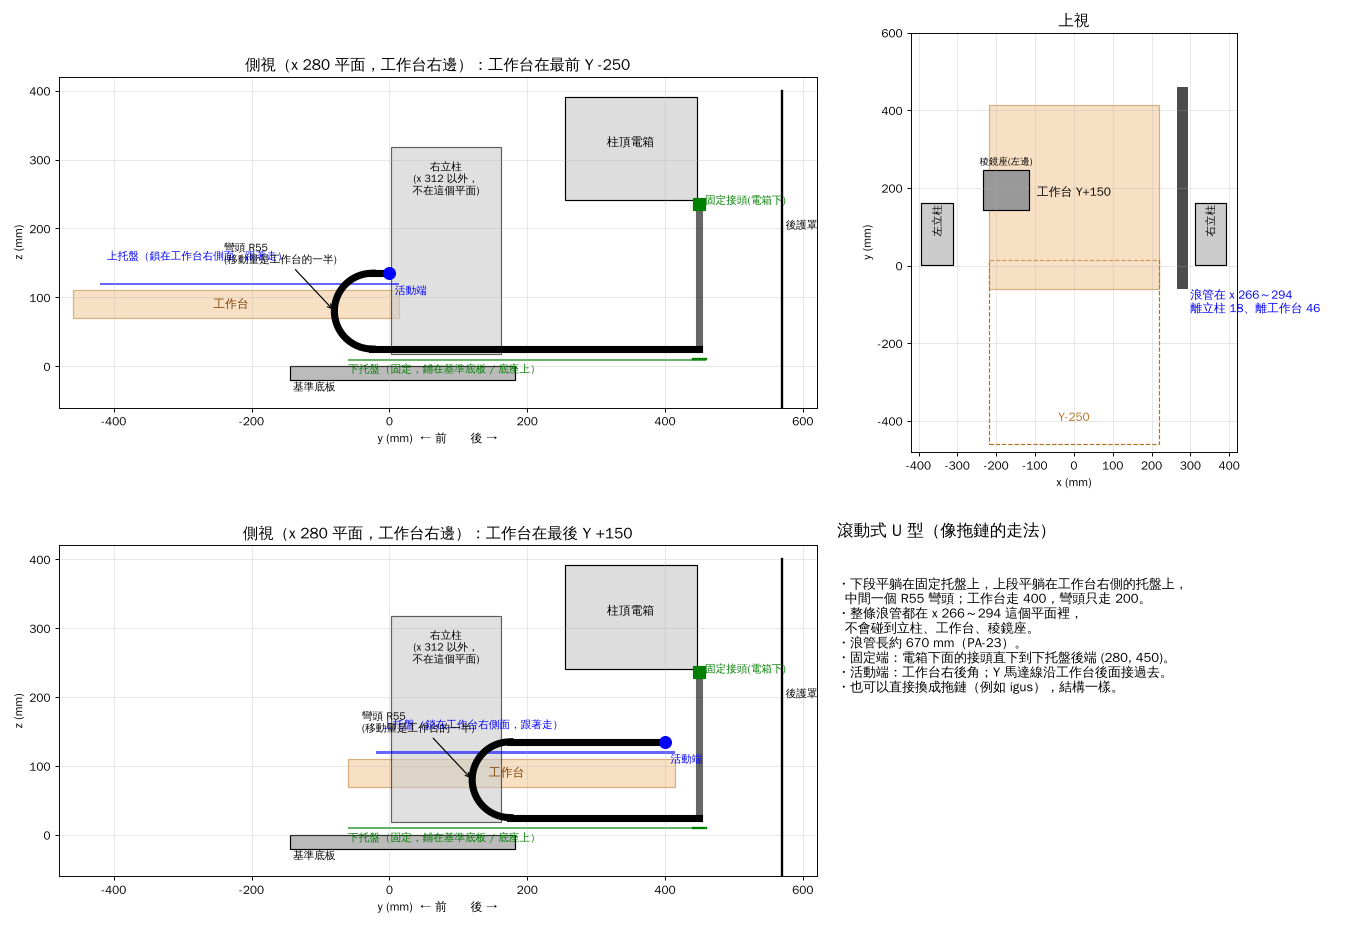 側視（x 280 平面，工作台右邊）：工作台在最前 Y -250
400
300
200
100
0
z (mm)
柱頂電箱
右立柱
(x 312 以外，
不在這個平面)
固定接頭(電箱下)
後護罩
彎頭 R55
(移動量是工作台的一半)
上托盤（鎖在工作台右側面，跟著走）
活動端
工作台
下托盤（固定，鋪在基準底板 / 底座上）
基準底板
-400
-200
0
200
400
600
y (mm) ← 前　　後 →
上視
600
400
200
0
-200
-400
y (mm)
稜鏡座(左邊)
工作台 Y+150
左立柱
右立柱
浪管在 x 266～294
離立柱 18、離工作台 46
Y-250
-400
-300
-200
-100
0
100
200
300
400
x (mm)
側視（x 280 平面，工作台右邊）：工作台在最後 Y +150
400
300
200
100
0
z (mm)
柱頂電箱
右立柱
(x 312 以外，
不在這個平面)
固定接頭(電箱下)
後護罩
彎頭 R55
(移動量是工作台的一半)
上托盤（鎖在工作台右側面，跟著走）
活動端
工作台
下托盤（固定，鋪在基準底板 / 底座上）
基準底板
-400
-200
0
200
400
600
y (mm) ← 前　　後 →
滾動式 U 型（像拖鏈的走法）
・下段平躺在固定托盤上，上段平躺在工作台右側的托盤上，
中間一個 R55 彎頭；工作台走 400，彎頭只走 200。
・整條浪管都在 x 266～294 這個平面裡，
不會碰到立柱、工作台、稜鏡座。
・浪管長約 670 mm（PA-23）。
・固定端：電箱下面的接頭直下到下托盤後端 (280, 450)。
・活動端：工作台右後角；Y 馬達線沿工作台後面接過去。
・也可以直接換成拖鏈（例如 igus），結構一樣。